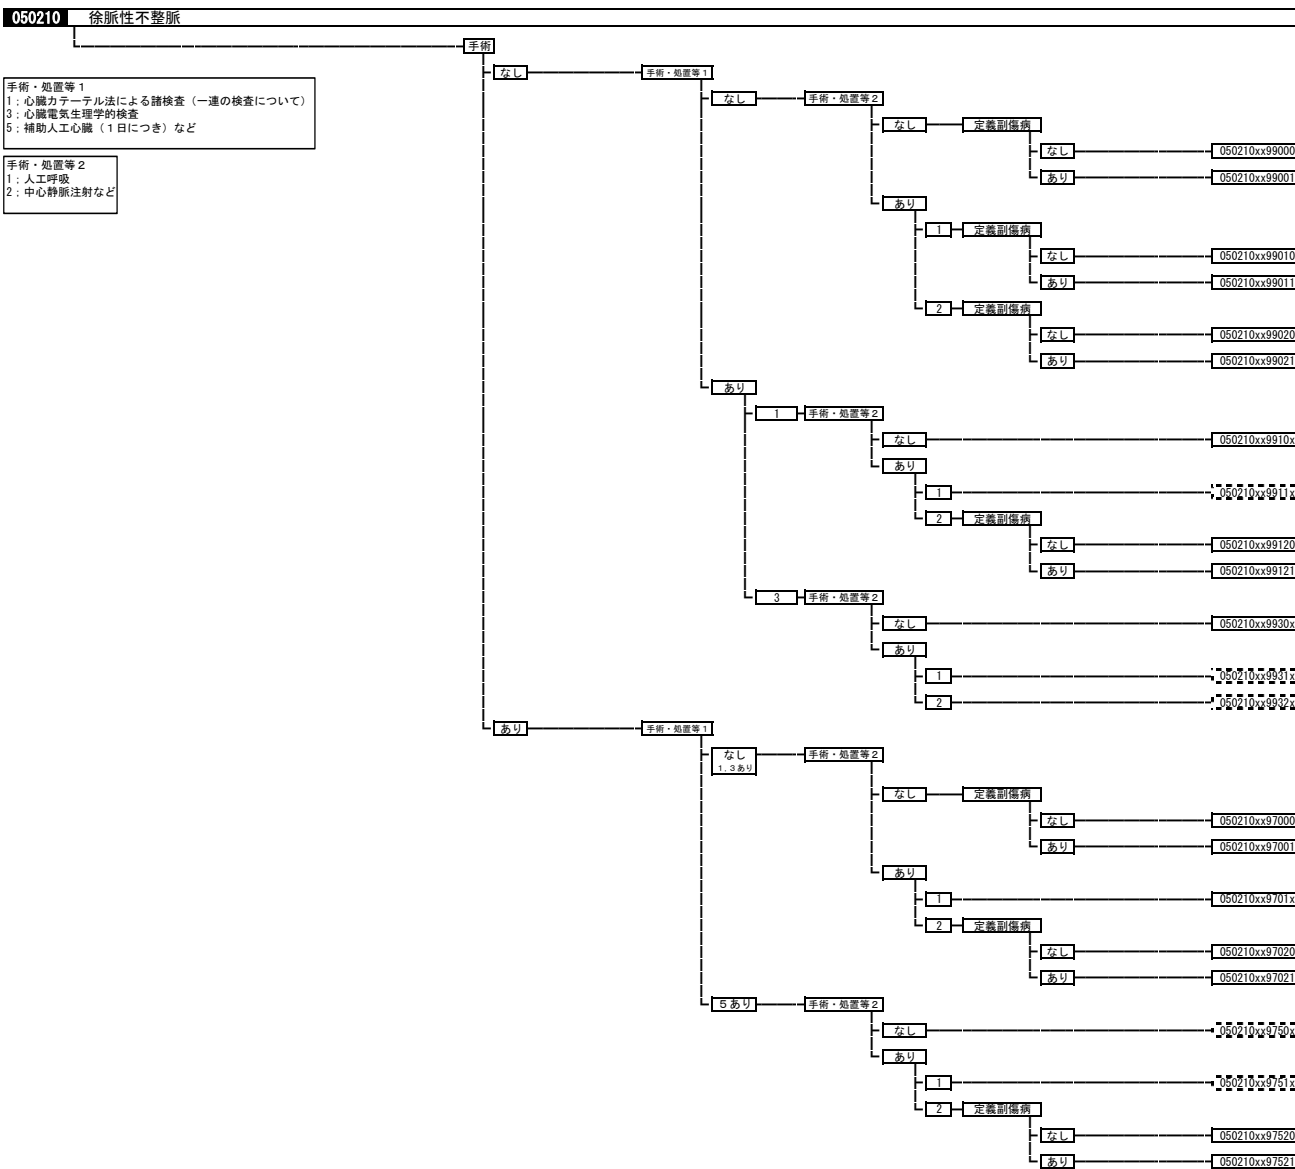 050210 徐脈性不整脈
手術
なし 手術・処置等1
手術・処置等1
1；心臓カテーテル法による諸検査（一連の検査について）
3；心臓電気生理学的検査
5；補助人工心臓（1日につき）など
なし 手術・処置等2
なし 定義副傷病
なし 050210xx99000
手術・処置等2
1；人工呼吸
2；中心静脈注射など
あり 050210xx99001
あり
1 定義副傷病
なし 050210xx99010
あり 050210xx99011
2 定義副傷病
なし 050210xx99020
あり 050210xx99021
あり
1 手術・処置等2
なし 050210xx9910x
あり
1 050210xx9911x
2 定義副傷病
なし 050210xx99120
あり 050210xx99121
3 手術・処置等2
なし 050210xx9930x
あり
1 050210xx9931x
2 050210xx9932x
あり 手術・処置等1
なし 手術・処置等2
1,3あり
なし 定義副傷病
なし 050210xx97000
あり 050210xx97001
あり
1 050210xx9701x
2 定義副傷病
なし 050210xx97020
あり 050210xx97021
5あり 手術・処置等2
なし 050210xx9750x
あり
1 050210xx9751x
2 定義副傷病
なし 050210xx97520
あり 050210xx97521